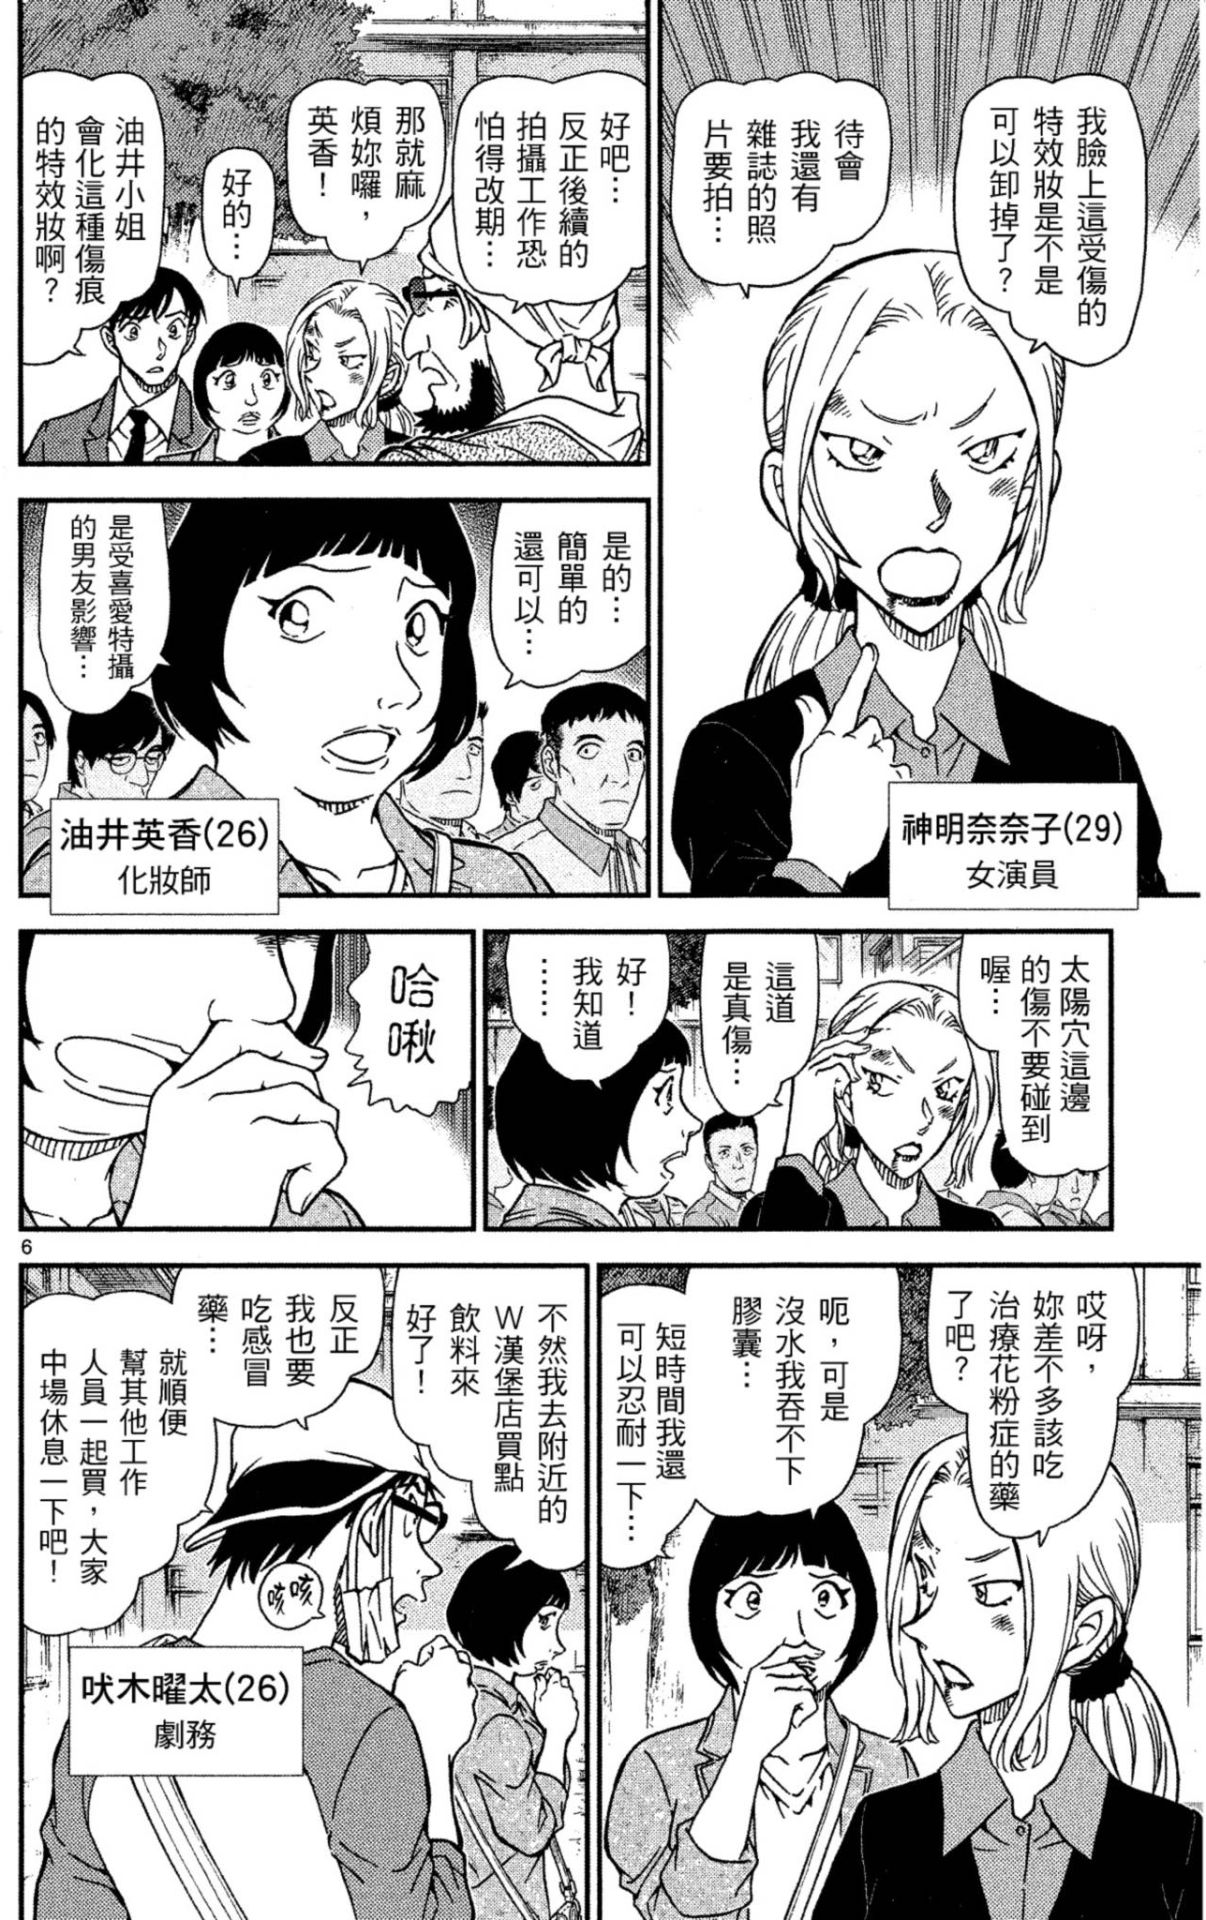 我臉上這受傷的
特效妝是不是
可以卸掉了？
待會
我還有
雜誌的照
片要拍…
神明奈奈子(29)
女演員
好吧…
反正後續的
拍攝工作恐
怕得改期…
那就麻
煩妳囉，
英香！
好的…
油井小姐
會化這種傷痕
的特效妝啊？
是的…
簡單的
還可以…
是受喜愛特攝
的男友影響…
油井英香(26)
化妝師
太陽穴這邊
的傷不要碰到
喔…
這道
是真傷…
好！
我知道
……
哈
啾
6
哎呀，
妳差不多該吃
治療花粉症的藥
了吧？
呃，可是
沒水我吞不下
膠囊…
短時間我還
可以忍耐一下…
不然我去附近的
W漢堡店買點
飲料來
好了！
反正
我也要
吃感冒
藥…
就順便
幫其他工作
人員一起買，大家
中場休息一下吧！
咳咳
吠木曜太(26)
劇務